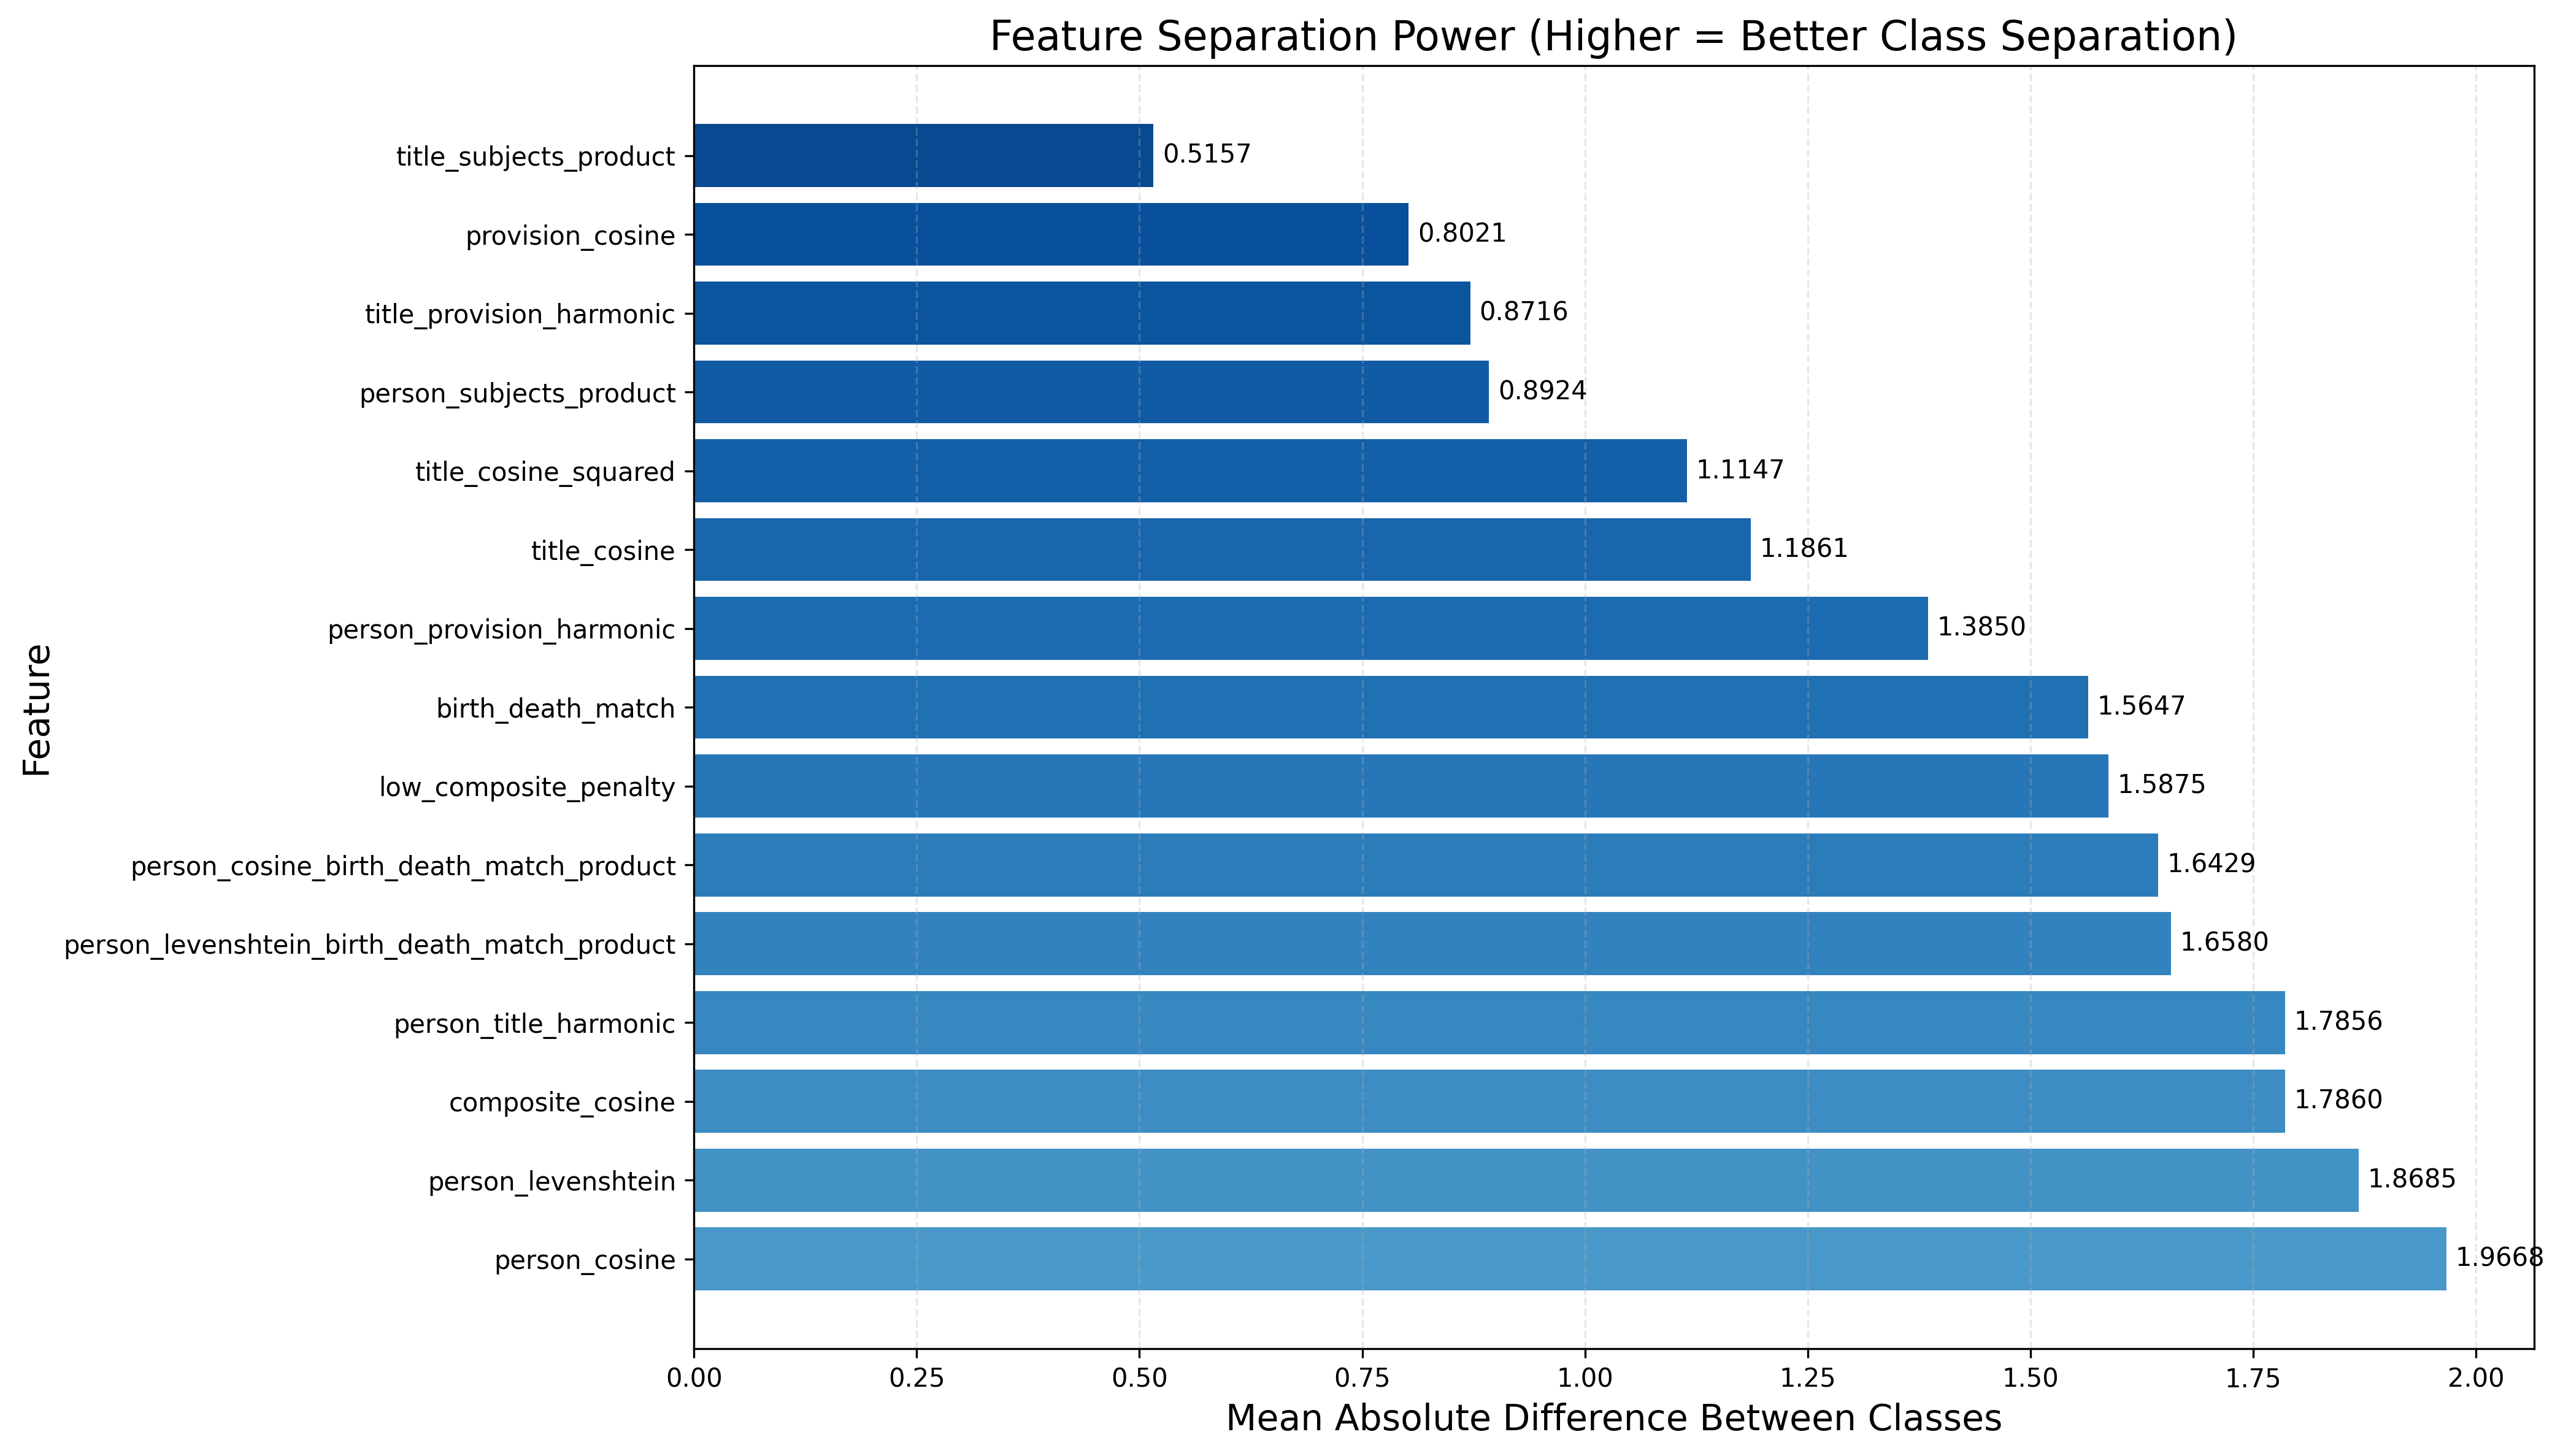 Feature Separation Power (Higher = Better Class Separation)
Feature
title_subjects_product 0.5157
provision_cosine 0.8021
title_provision_harmonic 0.8716
person_subjects_product 0.8924
title_cosine_squared 1.1147
title_cosine 1.1861
person_provision_harmonic 1.3850
birth_death_match 1.5647
low_composite_penalty 1.5875
person_cosine_birth_death_match_product 1.6429
person_levenshtein_birth_death_match_product 1.6580
person_title_harmonic 1.7856
composite_cosine 1.7860
person_levenshtein 1.8685
person_cosine 1.9668
0.00 0.25 0.50 0.75 1.00 1.25 1.50 1.75 2.00
Mean Absolute Difference Between Classes